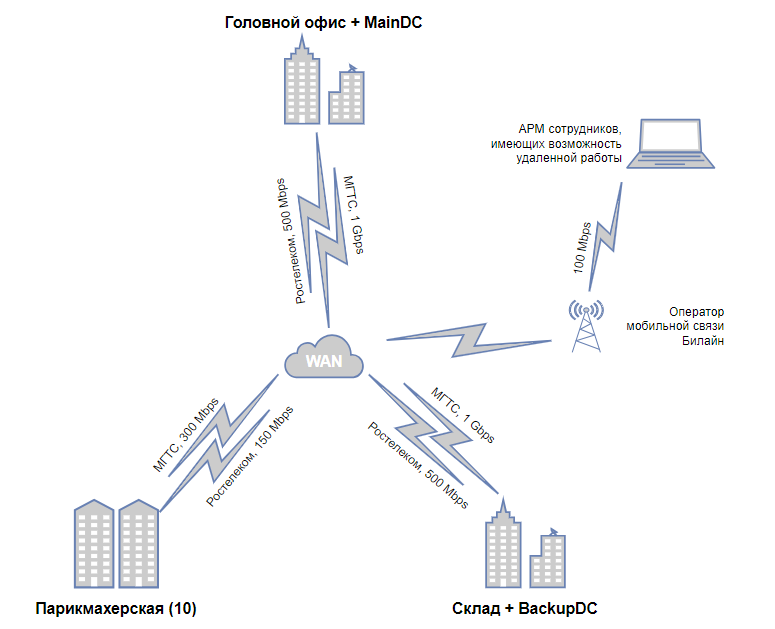 Головной офис + MainDC
АРМ сотрудников,
имеющих возможность
удаленной работы
Ростелеком, 500 Mbps
МГТС, 1 Gbps
100 Mbps
Оператор
мобильной связи
Билайн
WAN
МГТС, 300 Mbps
Ростелеком, 150 Mbps
МГТС, 1 Gbps
Ростелеком, 500 Mbps
Парикмахерская (10)
Склад + BackupDC